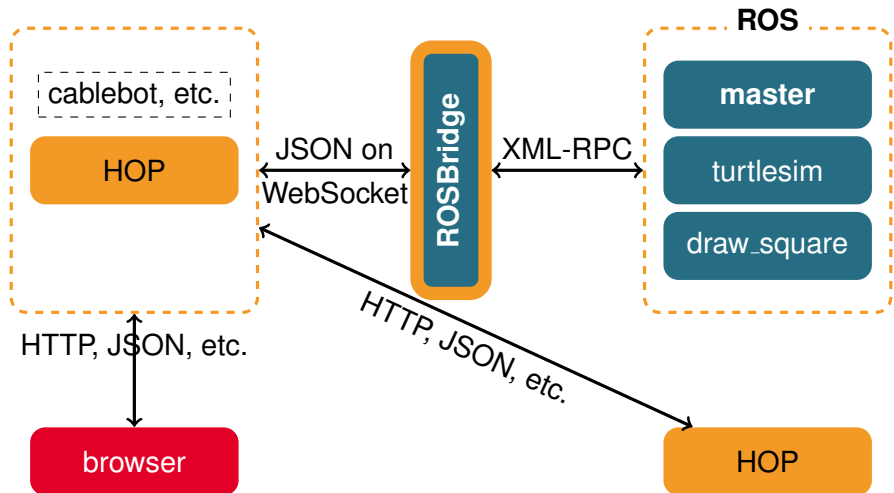 ROS
cablebot, etc.
master
HOP
JSON on
WebSocket
ROSBridge
XML-RPC
turtlesim
draw_square
HTTP, JSON, etc.
HTTP, JSON, etc.
browser
HOP